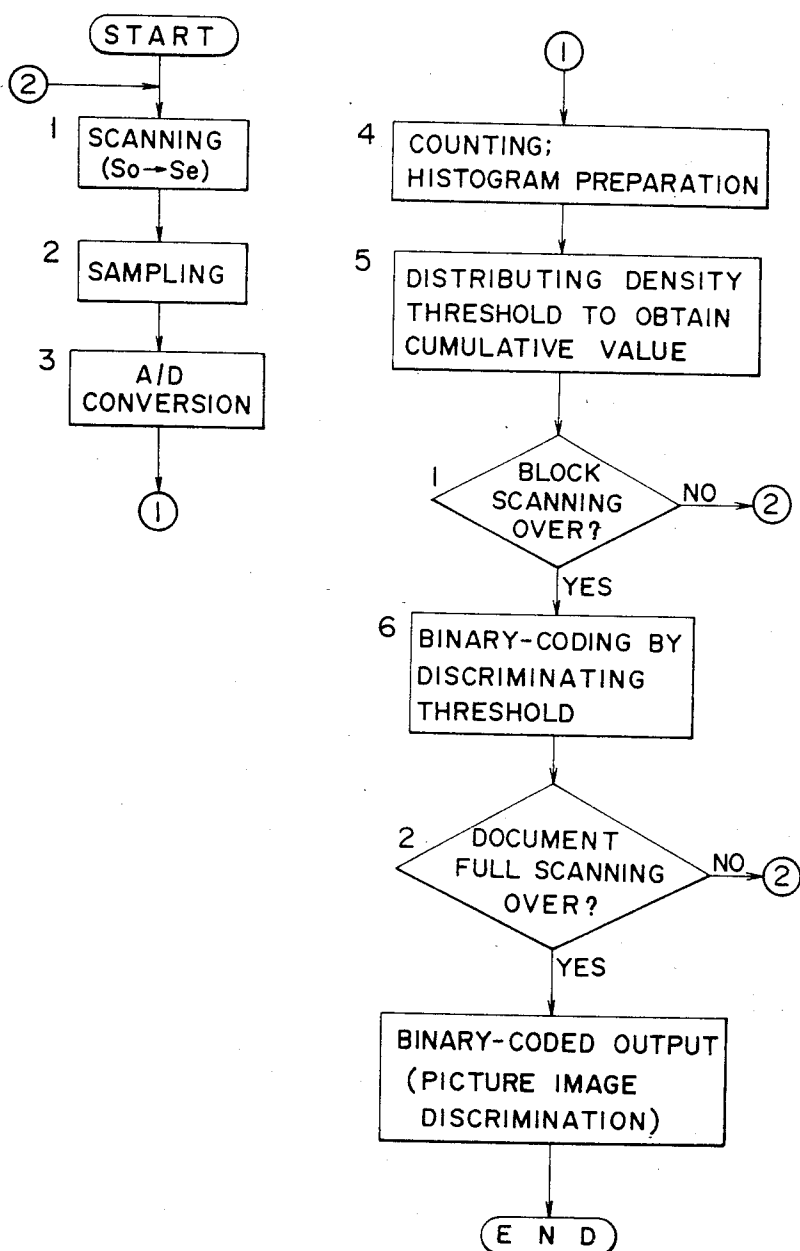 START
2
1
SCANNING
(So→Se)
2
SAMPLING
3
A/D
CONVERSION
1
1
4
COUNTING;
HISTOGRAM PREPARATION
5
DISTRIBUTING DENSITY
THRESHOLD TO OBTAIN
CUMULATIVE VALUE
1
BLOCK
SCANNING
OVER?
NO
2
YES
6
BINARY-CODING BY
DISCRIMINATING
THRESHOLD
2
DOCUMENT
FULL SCANNING
OVER?
NO
2
YES
BINARY-CODED OUTPUT
(PICTURE IMAGE
DISCRIMINATION)
END